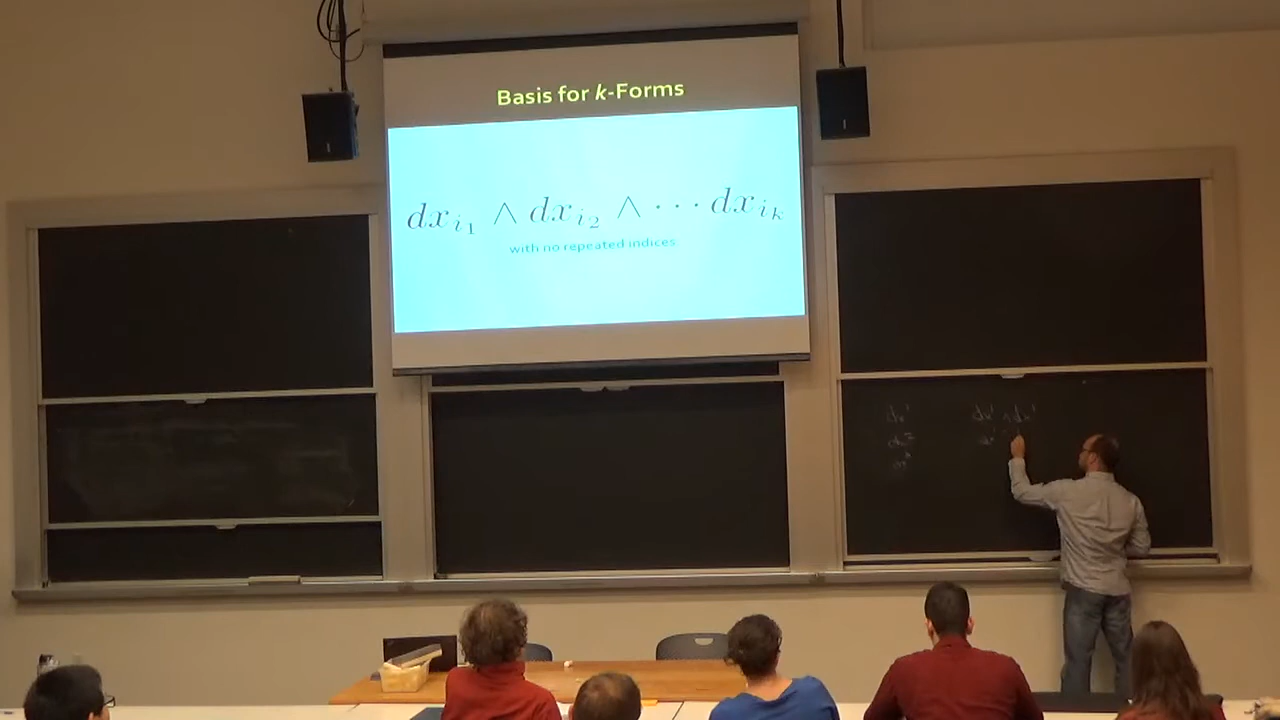 Basis for k-Forms
dx_{i_1} ∧ dx_{i_2} ∧ ⋯ dx_{i_k}
with no repeated indices